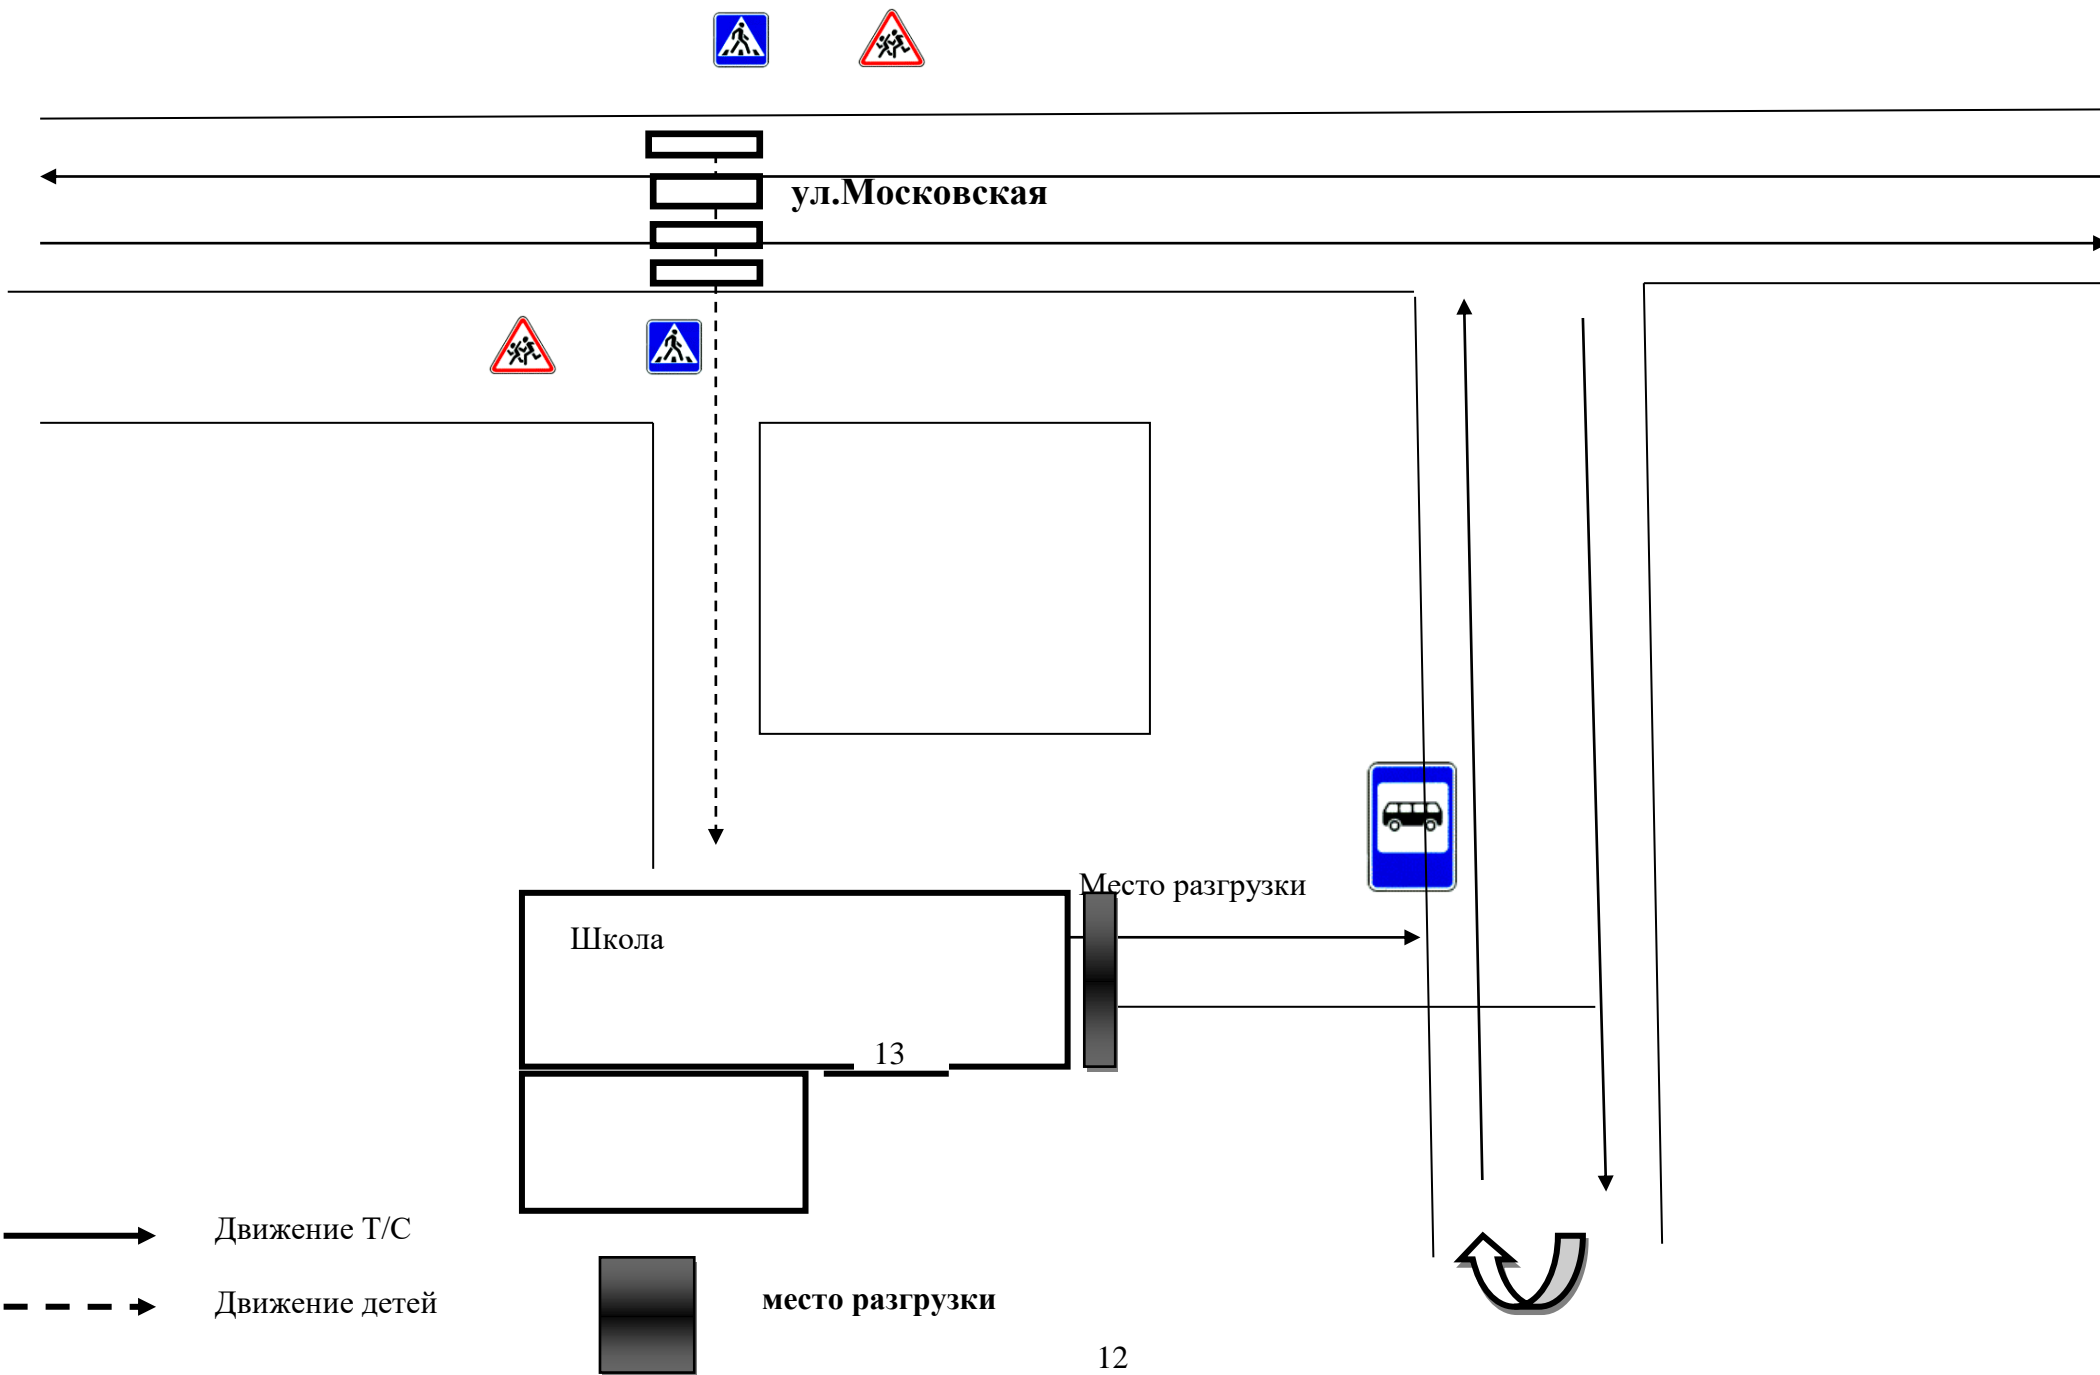 ул.Московская
Место разгрузки
Школа
13
Движение Т/С
Движение детей
место разгрузки
12